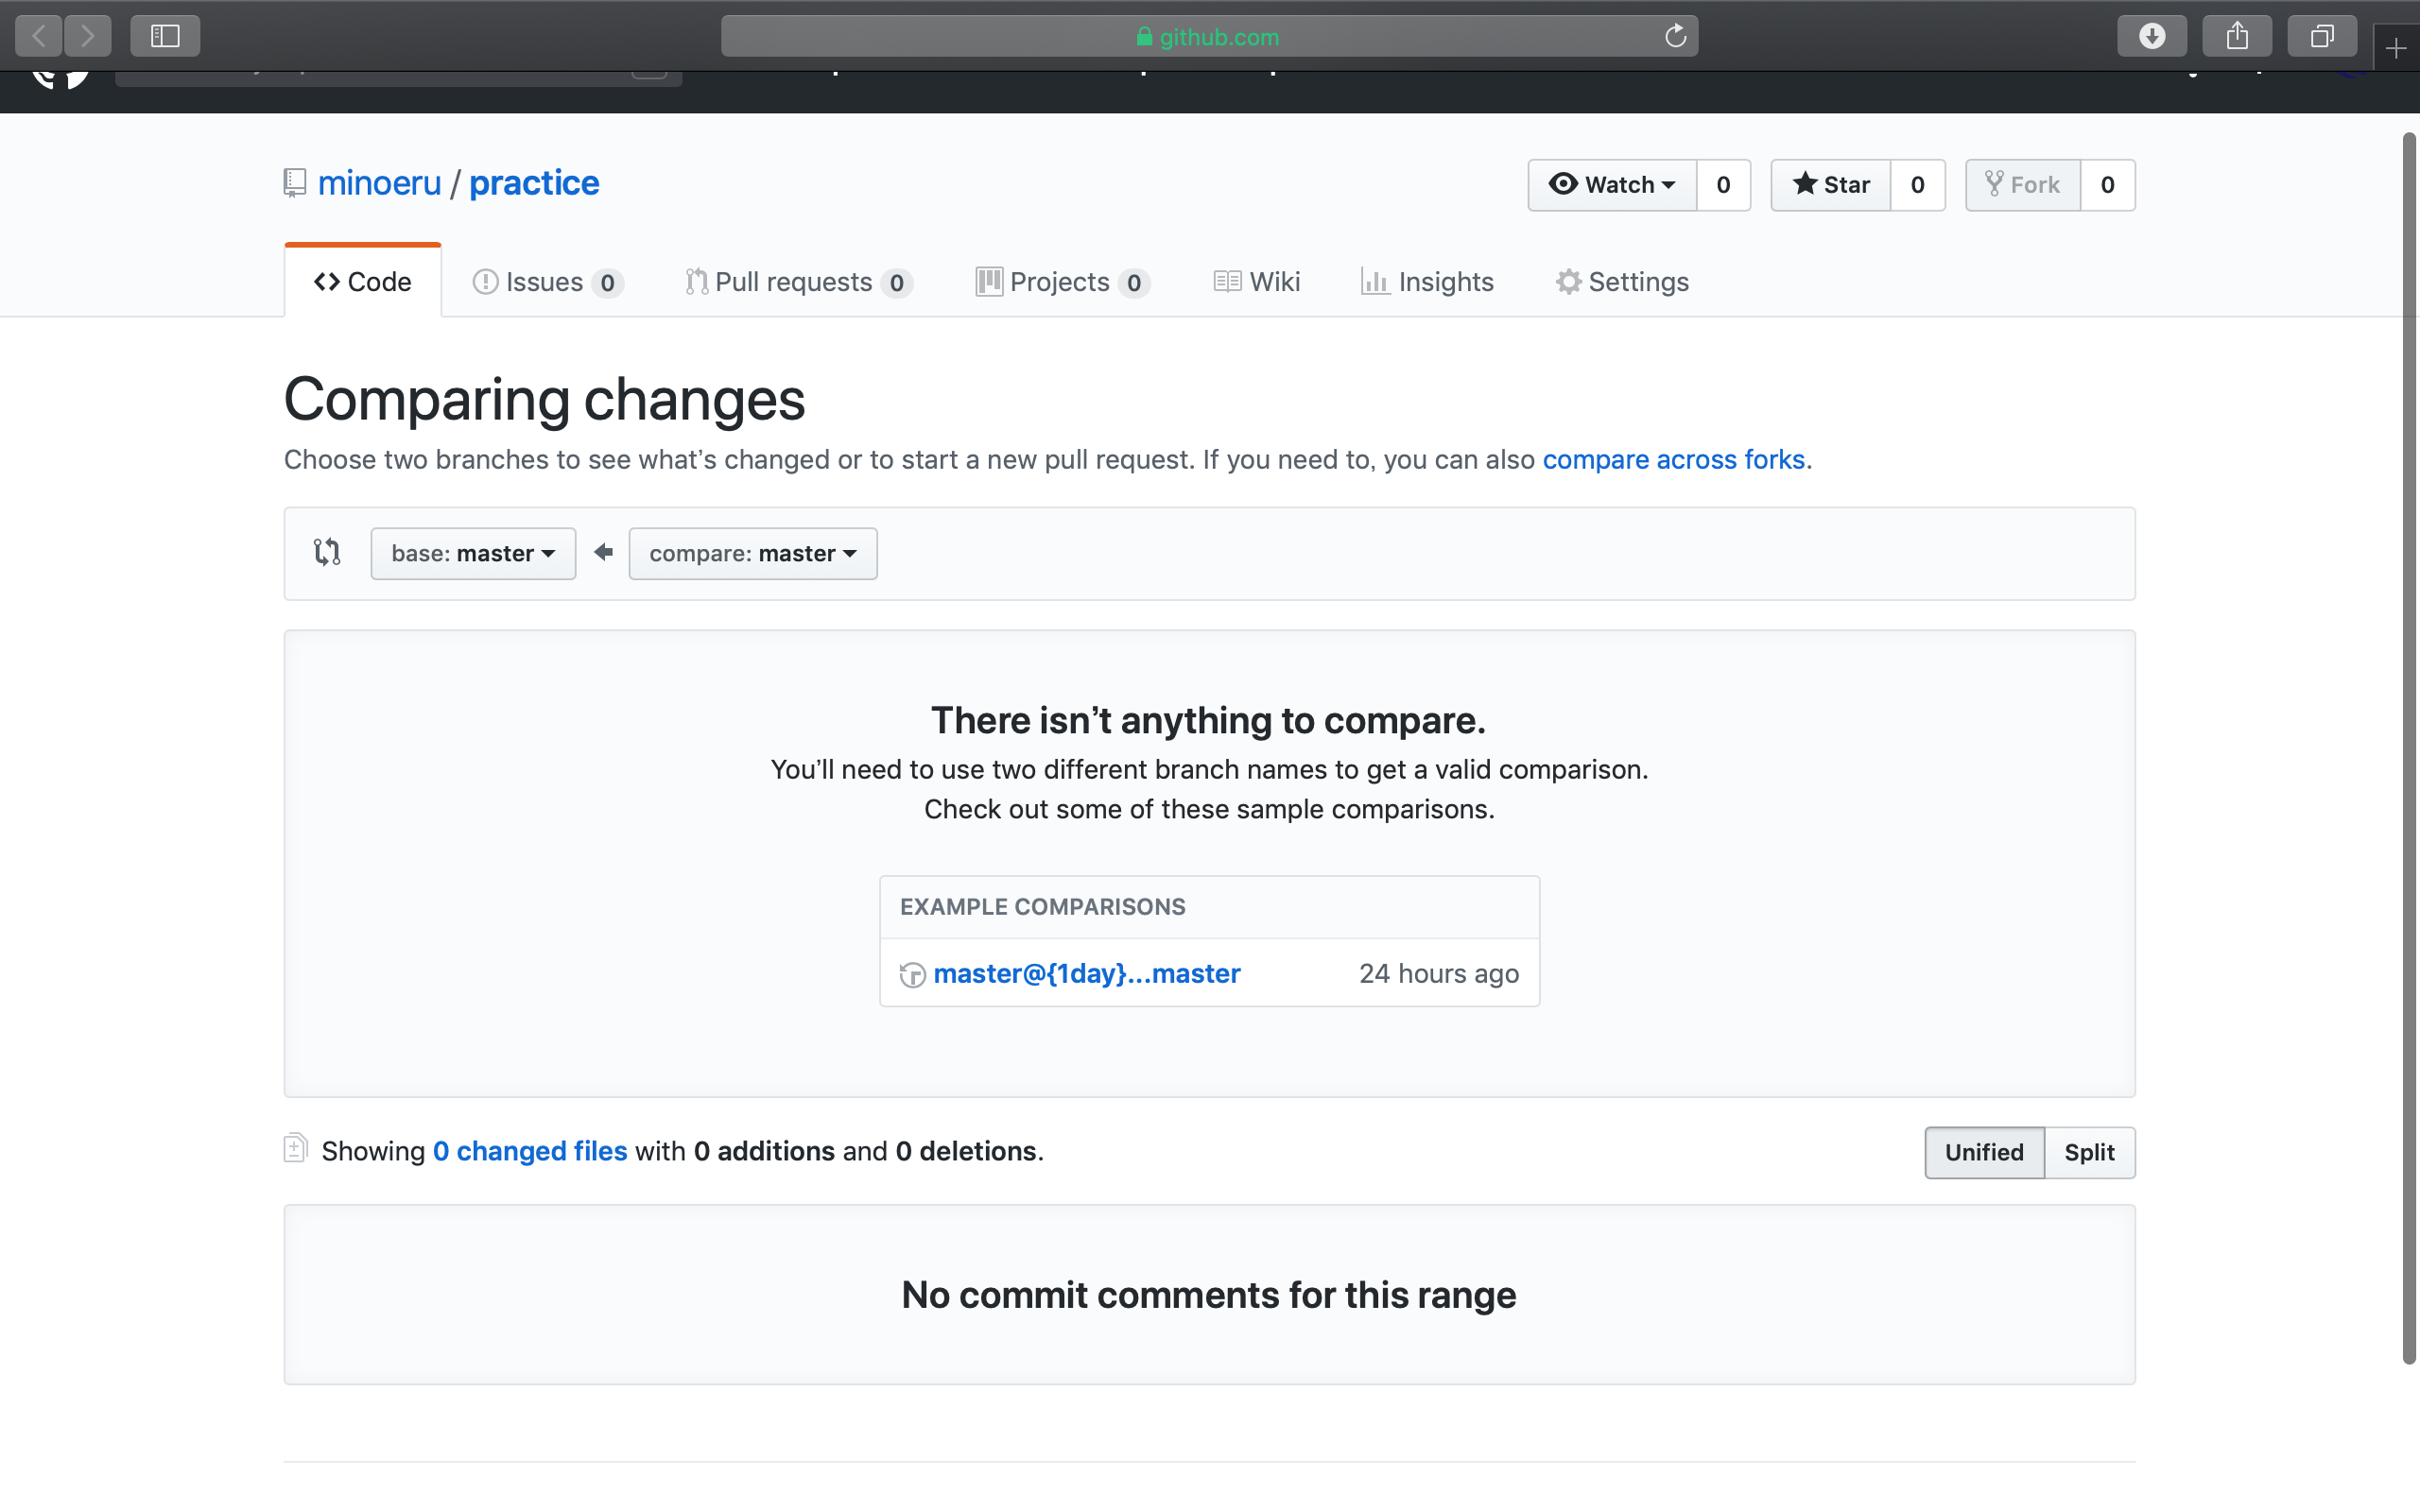 github.com
minoeru / practice
Watch 0 Star 0 Fork 0
Code Issues 0 Pull requests 0 Projects 0 Wiki Insights Settings
Comparing changes
Choose two branches to see what’s changed or to start a new pull request. If you need to, you can also compare across forks.
base: master compare: master
There isn’t anything to compare.
You’ll need to use two different branch names to get a valid comparison.
Check out some of these sample comparisons.
EXAMPLE COMPARISONS
master@{1day}...master 24 hours ago
Showing 0 changed files with 0 additions and 0 deletions.
Unified Split
No commit comments for this range